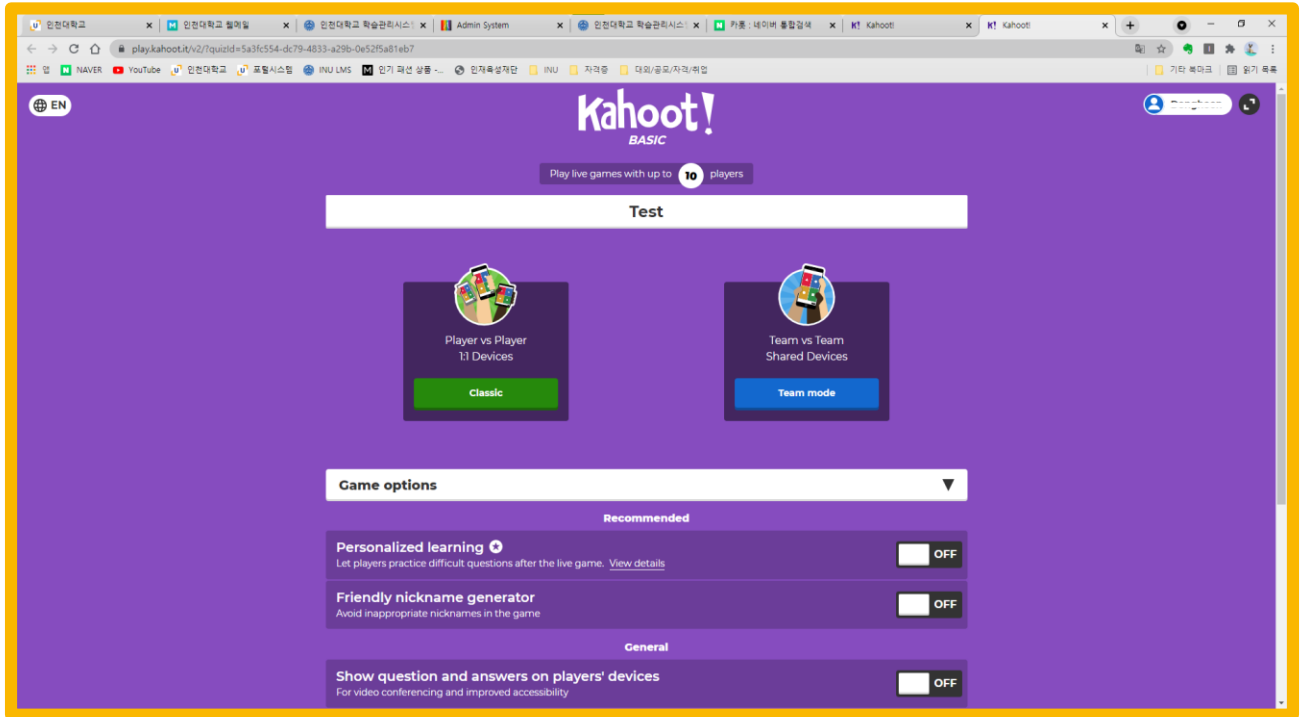 인천대학교
인천대학교 웹메일
인천대학교 학습관리시스
Admin System
인천대학교 학습관리시스
카훗 : 네이버 통합검색
K! Kahoot!
K! Kahoot!
play.kahoot.it/v2/?quizId=5a3fc554-dc79-4833-a29b-0e52f5a81eb7
앱
NAVER
YouTube
인천대학교
포털시스템
INU LMS
인기 패션 상품 -...
인재육성재단
INU
자격증
대외/공모/자격/취업
기타 북마크
읽기 목록
EN
Kahoot!
BASIC
Play live games with up to 10 players
Test
Player vs Player
1:1 Devices
Classic
Team vs Team
Shared Devices
Team mode
Game options
Recommended
Personalized learning
Let players practice difficult questions after the live game. View details
OFF
Friendly nickname generator
Avoid inappropriate nicknames in the game
OFF
General
Show question and answers on players' devices
For video conferencing and improved accessibility
OFF